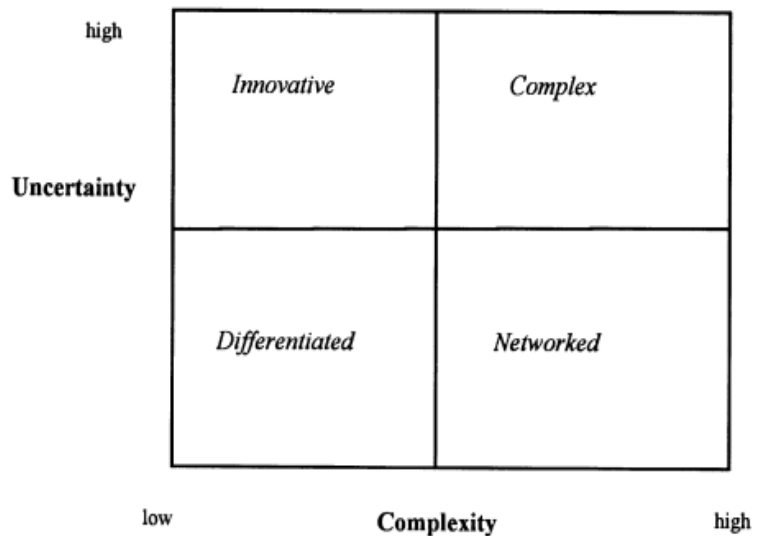 high
Innovative Complex
Uncertainty
Differentiated Networked
low Complexity high